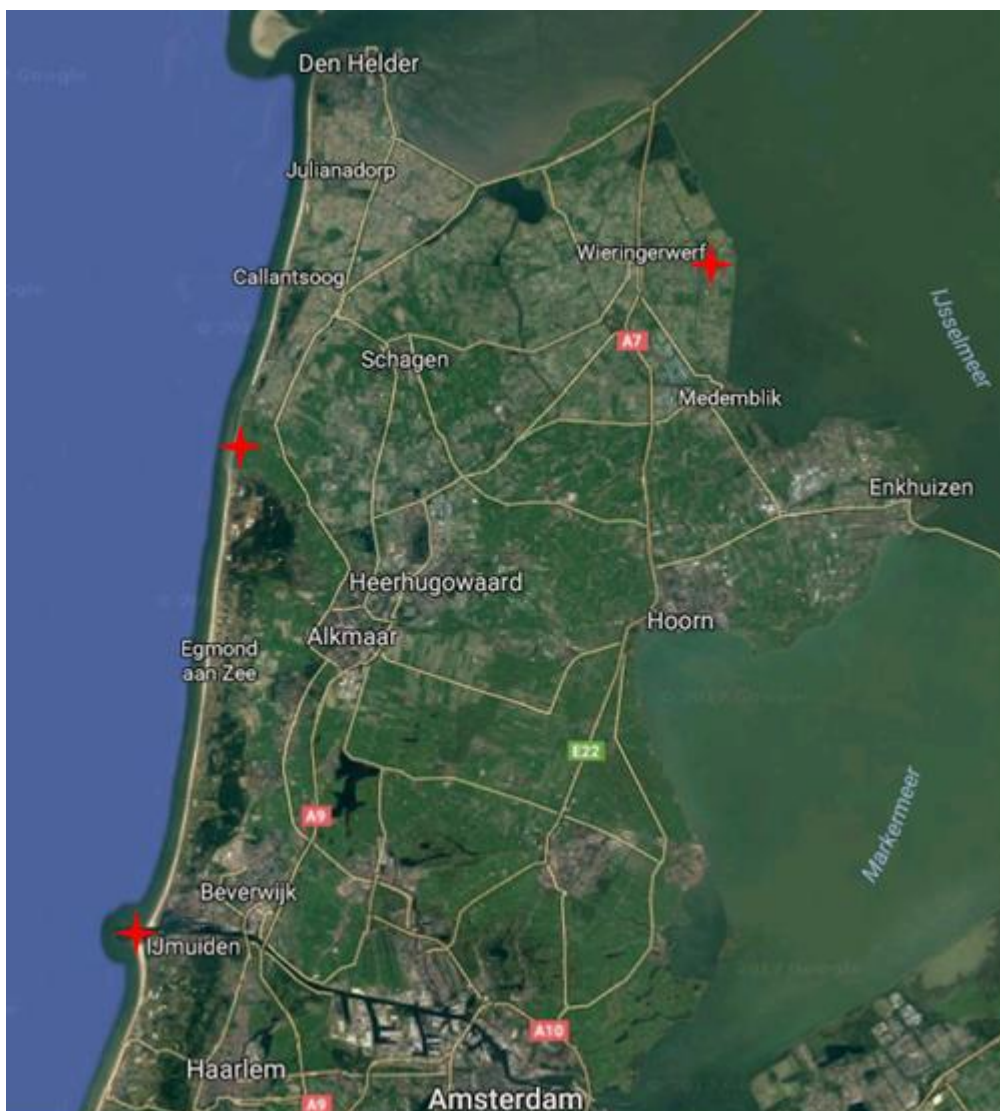 Den Helder
Julianadorp
Wieringerwerf
Callantsoog
IJsselmeer
A7
Schagen
Medemblik
Enkhuizen
Heerhugowaard
Hoorn
Alkmaar
Egmond
aan Zee
E22
Markermeer
A9
Beverwijk
IJmuiden
A10
Haarlem
Amsterdam
A9